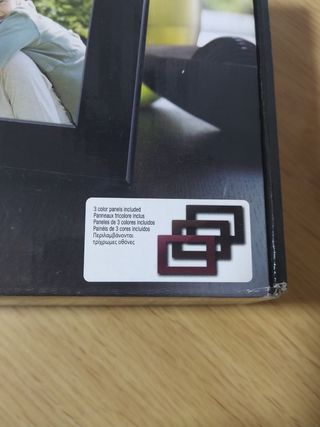 3 color panels included
Panneaux tricolore inclus
Paneles de 3 colores incluidos
Painéis de 3 cores incluídos
Περιλαμβάνονται
τρίχρωμες οθόνες